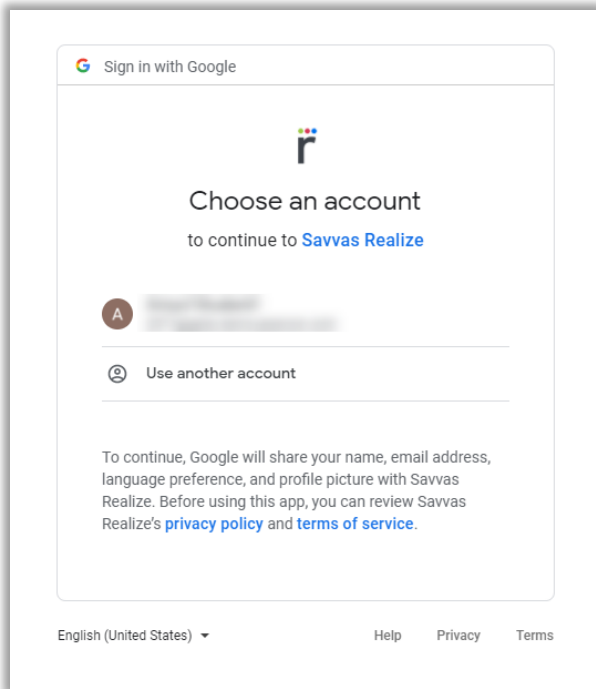 Sign in with Google
r
Choose an account
to continue to Savvas Realize
A
Use another account
To continue, Google will share your name, email address,
language preference, and profile picture with Savvas
Realize. Before using this app, you can review Savvas
Realize's privacy policy and terms of service.
English (United States) Help Privacy Terms